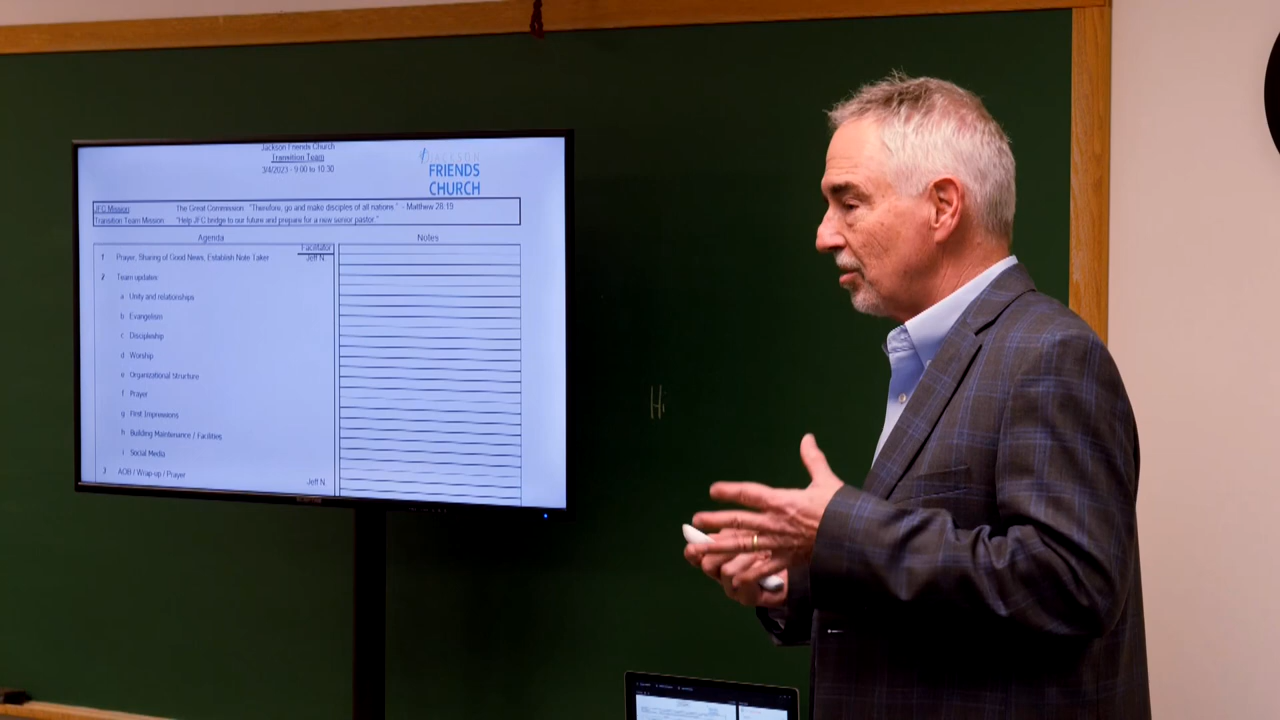 Jackson Friends Church
Transition Team
3/4/2023 - 9:00 to 10:30
JACKSON
FRIENDS
CHURCH
JFC Mission The Great Commission: "Therefore, go and make disciples of all nations." - Matthew 28:19
Transition Team Mission "Help JFC bridge to our future and prepare for a new senior pastor."
Agenda Notes
Facilitator
1 Prayer, Sharing of Good News, Establish Note Taker Jeff N.
2 Team updates:
a Unity and relationships
b Evangelism
c Discipleship
d Worship
e Organizational Structure
f Prayer
g First Impressions
h Building Maintenance / Facilities
i Social Media
3 AOB / Wrap-up / Prayer Jeff N.
Hi